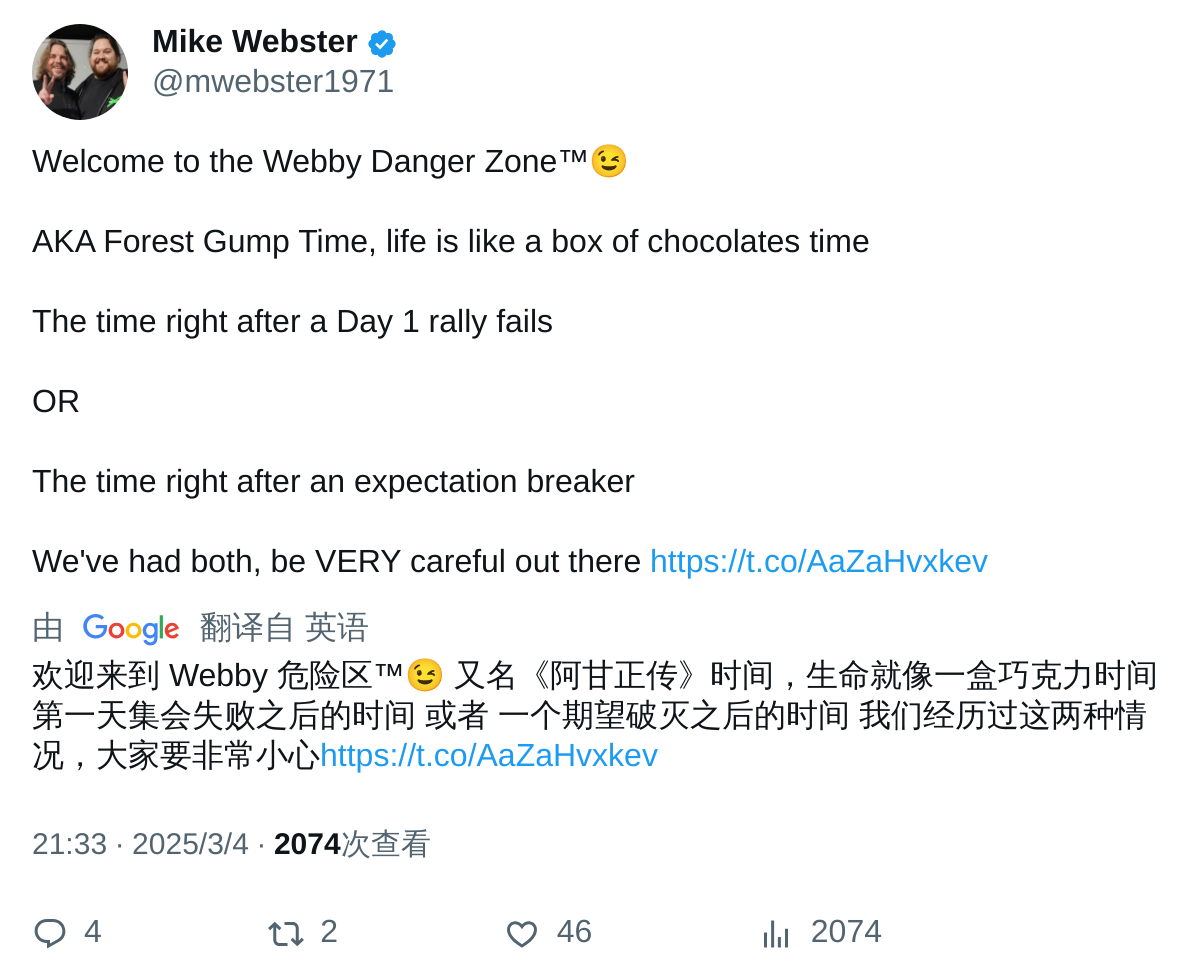 Mike Webster
@mwebster1971
Welcome to the Webby Danger Zone™😉
AKA Forest Gump Time, life is like a box of chocolates time
The time right after a Day 1 rally fails
OR
The time right after an expectation breaker
We've had both, be VERY careful out there https://t.co/AaZaHvxkev
由 Google 翻译自 英语
欢迎来到 Webby 危险区™😉 又名《阿甘正传》时间，生命就像一盒巧克力时间
第一天集会失败之后的时间 或者 一个期望破灭之后的时间 我们经历过这两种情
况，大家要非常小心https://t.co/AaZaHvxkev
21:33 · 2025/3/4 · 2074次查看
4 2 46 2074